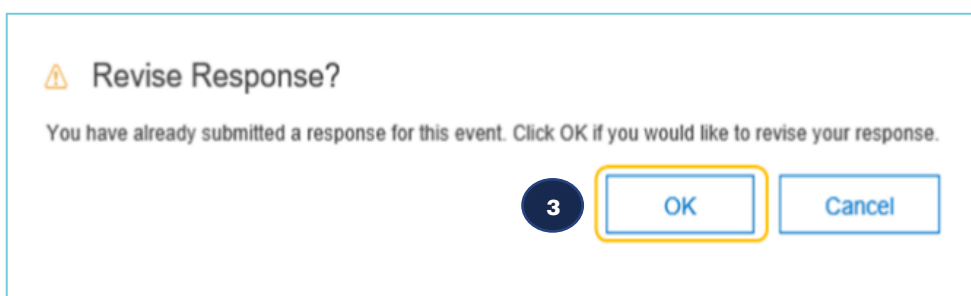 Revise Response?
You have already submitted a response for this event. Click OK if you would like to revise your response.
3 OK Cancel